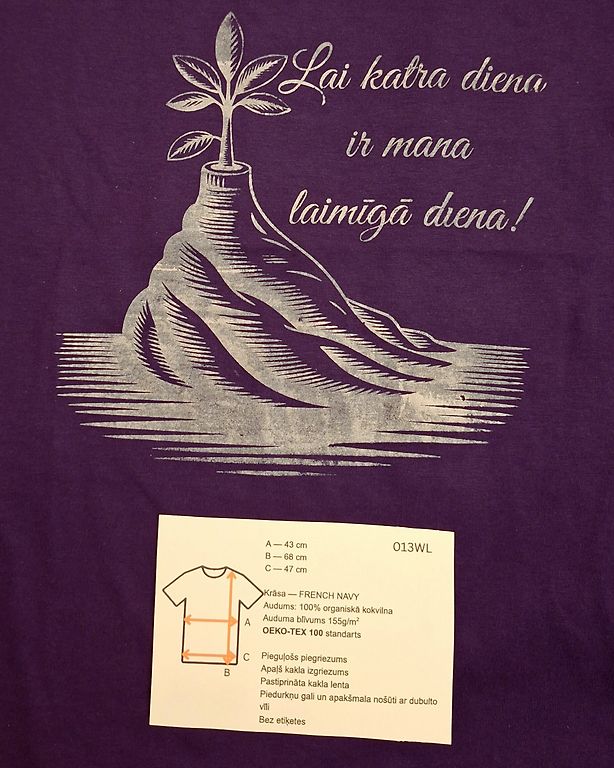 Lai katra diena
ir mana
laimīgā diena!
A — 43 cm
B — 68 cm
C — 47 cm
O13WL
Krāsa — FRENCH NAVY
Audums: 100% organiskā kokvilna
Auduma blīvums 155g/m²
OEKO-TEX 100 standarts
A
C
B
Pieguļošs piegriezums
Apaļš kakla izgriezums
Pastiprināta kakla lenta
Piedurkņu gali un apakšmala nošūti ar dubulto
vīli
Bez etiķetes